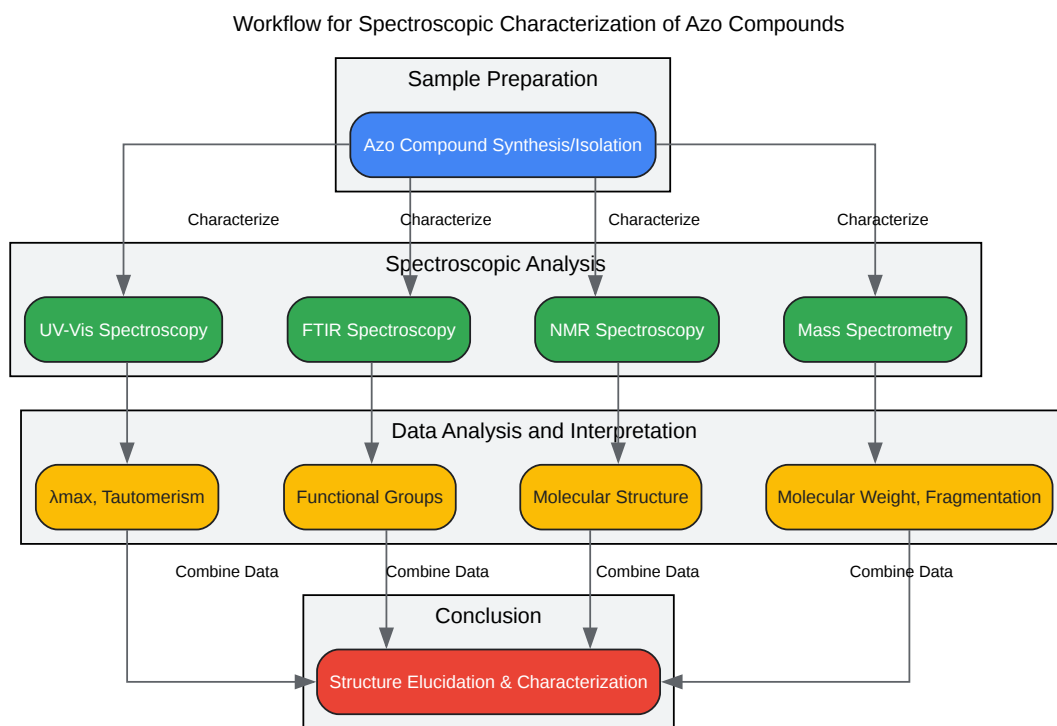 Workflow for Spectroscopic Characterization of Azo Compounds
Sample Preparation
Azo Compound Synthesis/Isolation
Characterize
Characterize
Characterize
Characterize
Spectroscopic Analysis
UV-Vis Spectroscopy
FTIR Spectroscopy
NMR Spectroscopy
Mass Spectrometry
Data Analysis and Interpretation
λmax, Tautomerism
Functional Groups
Molecular Structure
Molecular Weight, Fragmentation
Combine Data
Combine Data
Combine Data
Combine Data
Conclusion
Structure Elucidation & Characterization